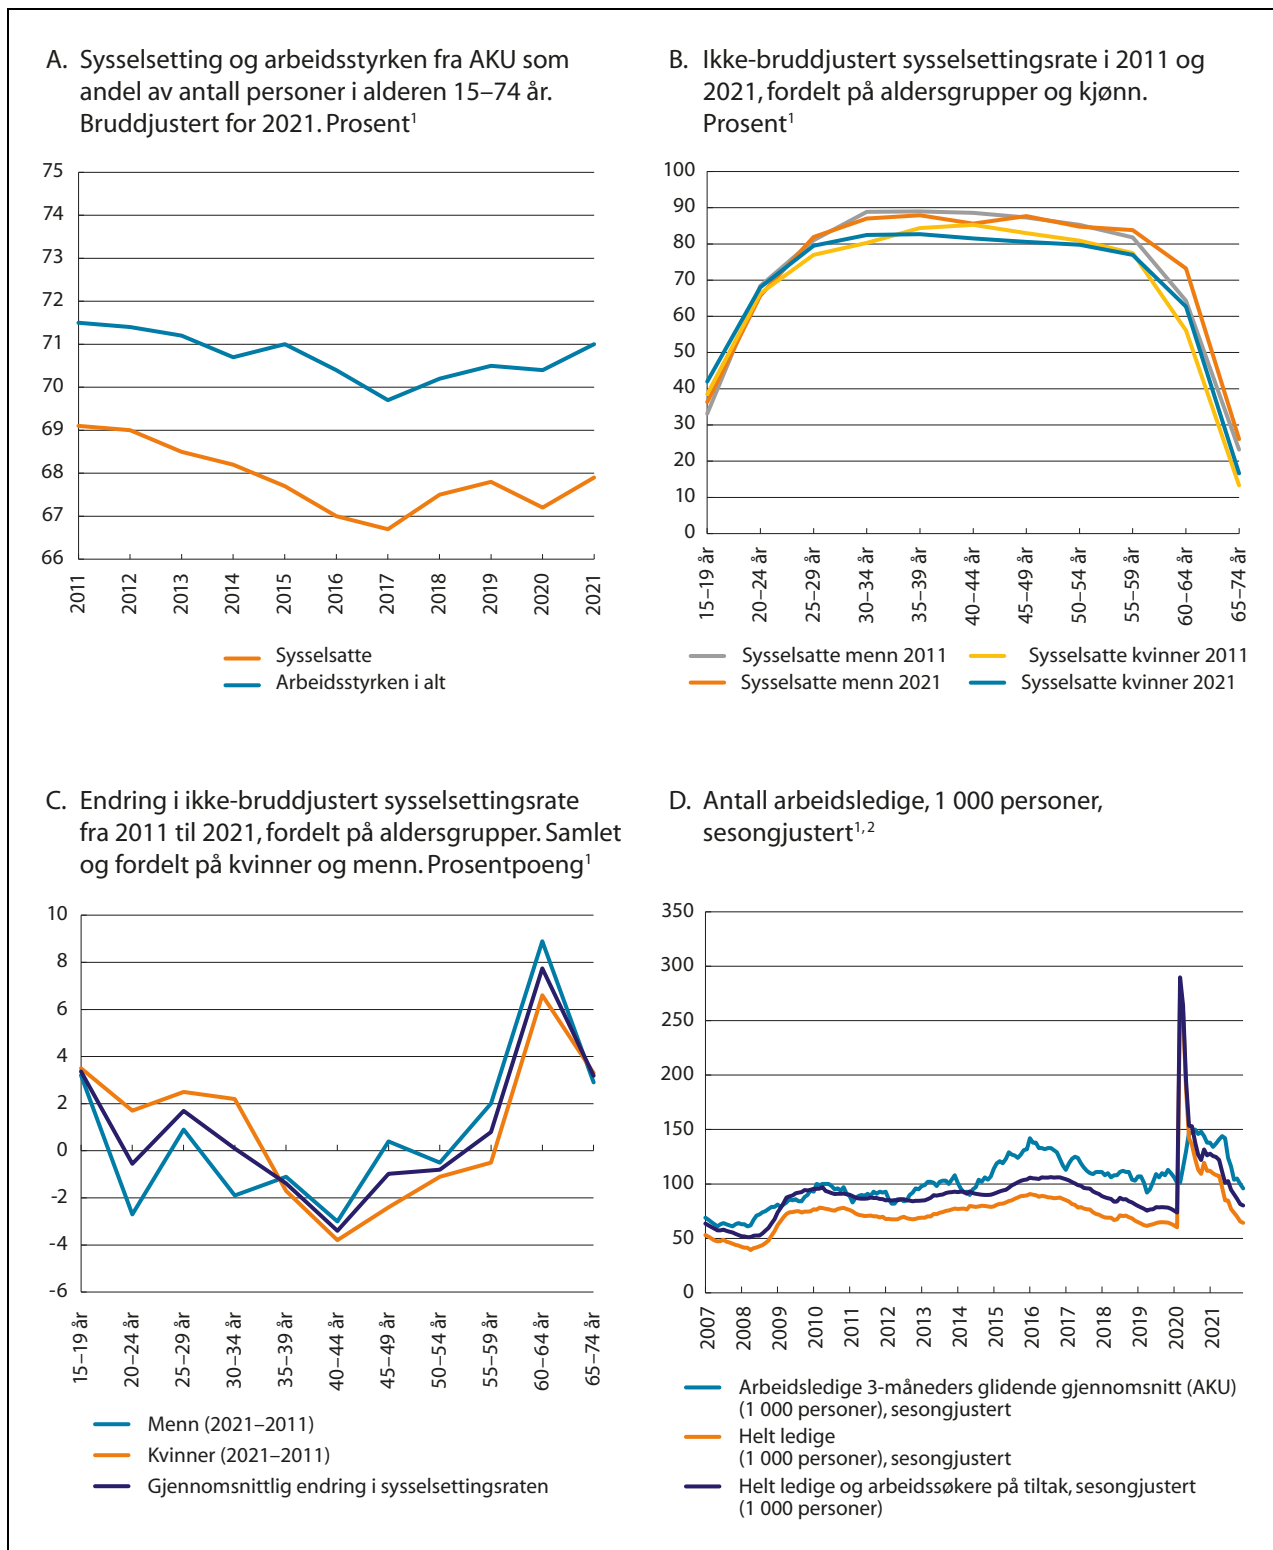 A. Sysselsetting og arbeidsstyrken fra AKU som
andel av antall personer i alderen 15–74 år.
Bruddjustert for 2021. Prosent¹
75
74
73
72
71
70
69
68
67
66
2011
2012
2013
2014
2015
2016
2017
2018
2019
2020
2021
Sysselsatte
Arbeidsstyrken i alt
B. Ikke-bruddjustert sysselsettingsrate i 2011 og
2021, fordelt på aldersgrupper og kjønn.
Prosent¹
100
90
80
70
60
50
40
30
20
10
0
15–19 år
20–24 år
25–29 år
30–34 år
35–39 år
40–44 år
45–49 år
50–54 år
55–59 år
60–64 år
65–74 år
Sysselsatte menn 2011
Sysselsatte kvinner 2011
Sysselsatte menn 2021
Sysselsatte kvinner 2021
C. Endring i ikke-bruddjustert sysselsettingsrate
fra 2011 til 2021, fordelt på aldersgrupper. Samlet
og fordelt på kvinner og menn. Prosentpoeng¹
10
8
6
4
2
0
-2
-4
-6
15–19 år
20–24 år
25–29 år
30–34 år
35–39 år
40–44 år
45–49 år
50–54 år
55–59 år
60–64 år
65–74 år
Menn (2021–2011)
Kvinner (2021–2011)
Gjennomsnittlig endring i sysselsettingsraten
D. Antall arbeidsledige, 1 000 personer,
sesongjustert¹,²
350
300
250
200
150
100
50
0
2007
2008
2009
2010
2011
2012
2013
2014
2015
2016
2017
2018
2019
2020
2021
Arbeidsledige 3-måneders glidende gjennomsnitt (AKU)
(1 000 personer), sesongjustert
Helt ledige
(1 000 personer), sesongjustert
Helt ledige og arbeidssøkere på tiltak, sesongjustert
(1 000 personer)